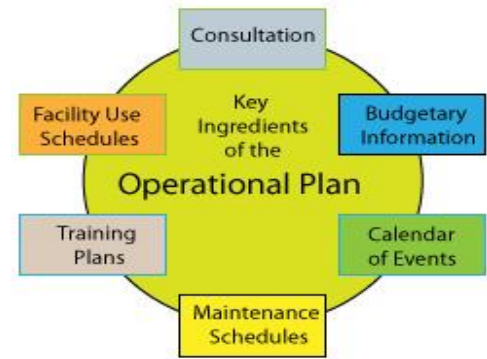 Consultation
Key
Ingredients
of the
Operational Plan
Budgetary
Information
Calendar
of Events
Maintenance
Schedules
Training
Plans
Facility Use
Schedules